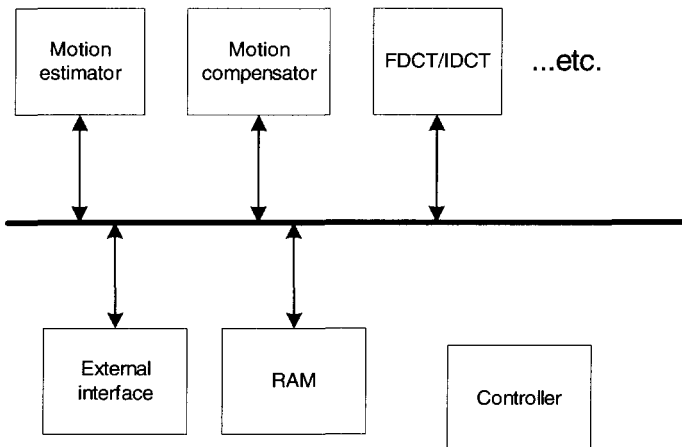 Motion
estimator
Motion
compensator
FDCT/IDCT
...etc.
External
interface
RAM
Controller